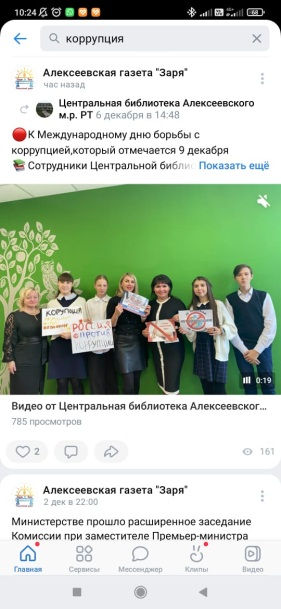 10:24
68
коррупция
Алексеевская газета "Заря"
час назад
Центральная библиотека Алексеевского
м.р. РТ 6 декабря в 14:48
🔴К Международному дню борьбы с
коррупцией,который отмечается 9 декабря
📚Сотрудники Центральной библис Показать ещё
КОРУПЦИЯ
РОССИЯ
ПРОТИВ
КОРРУПЦИИ
0:19
Видео от Центральная библиотека Алексеевског...
785 просмотров
2
161
Алексеевская газета "Заря"
2 дек в 22:00
Министерстве прошло расширенное заседание
Комиссии при заместителе Премьер-министра
Главная
Сервисы
Мессенджер
Клипы
Видео